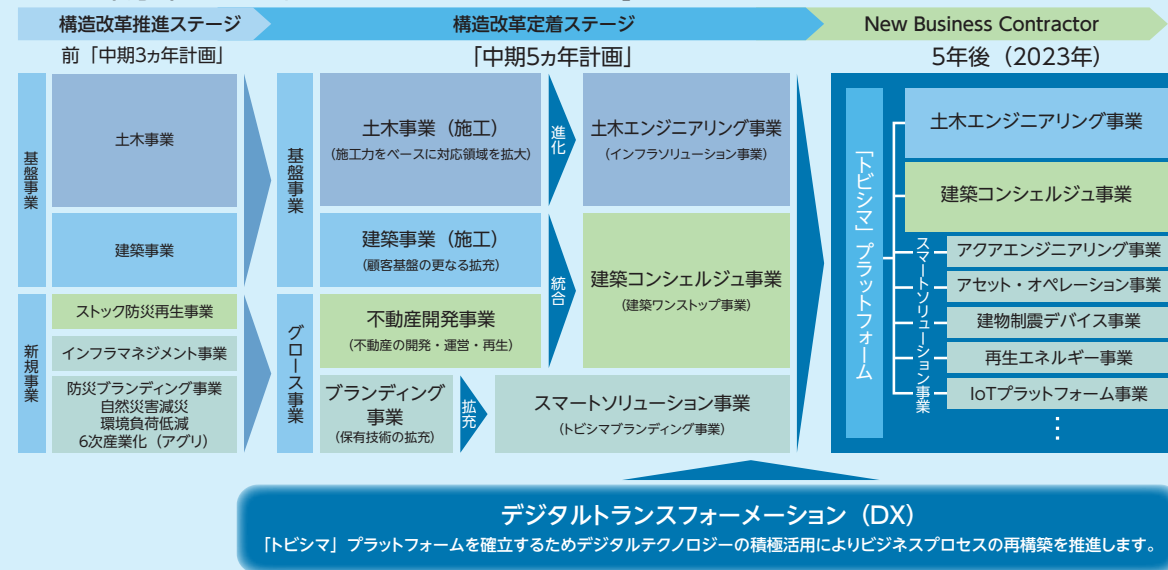 構造改革推進ステージ
構造改革定着ステージ
New Business Contractor
前「中期3ヵ年計画」
「中期5ヵ年計画」
5年後（2023年）
基盤事業
土木事業
建築事業
新規事業
ストック防災再生事業
インフラマネジメント事業
防災ブランディング事業
自然災害減災
環境負荷低減
6次産業化（アグリ）
基盤事業
土木事業（施工）
（施工力をベースに対応領域を拡大）
進化
土木エンジニアリング事業
（インフラソリューション事業）
建築事業（施工）
（顧客基盤の更なる拡充）
グロース事業
不動産開発事業
（不動産の開発・運営・再生）
統合
建築コンシェルジュ事業
（建築ワンストップ事業）
ブランディング
事業
（保有技術の拡充）
拡充
スマートソリューション事業
（トビシマブランディング事業）
「トビシマ」プラットフォーム
土木エンジニアリング事業
建築コンシェルジュ事業
スマートソリューション事業
アクアエンジニアリング事業
アセット・オペレーション事業
建物制震デバイス事業
再生エネルギー事業
IoTプラットフォーム事業
⋮
デジタルトランスフォーメーション（DX）
「トビシマ」プラットフォームを確立するためデジタルテクノロジーの積極活用によりビジネスプロセスの再構築を推進します。